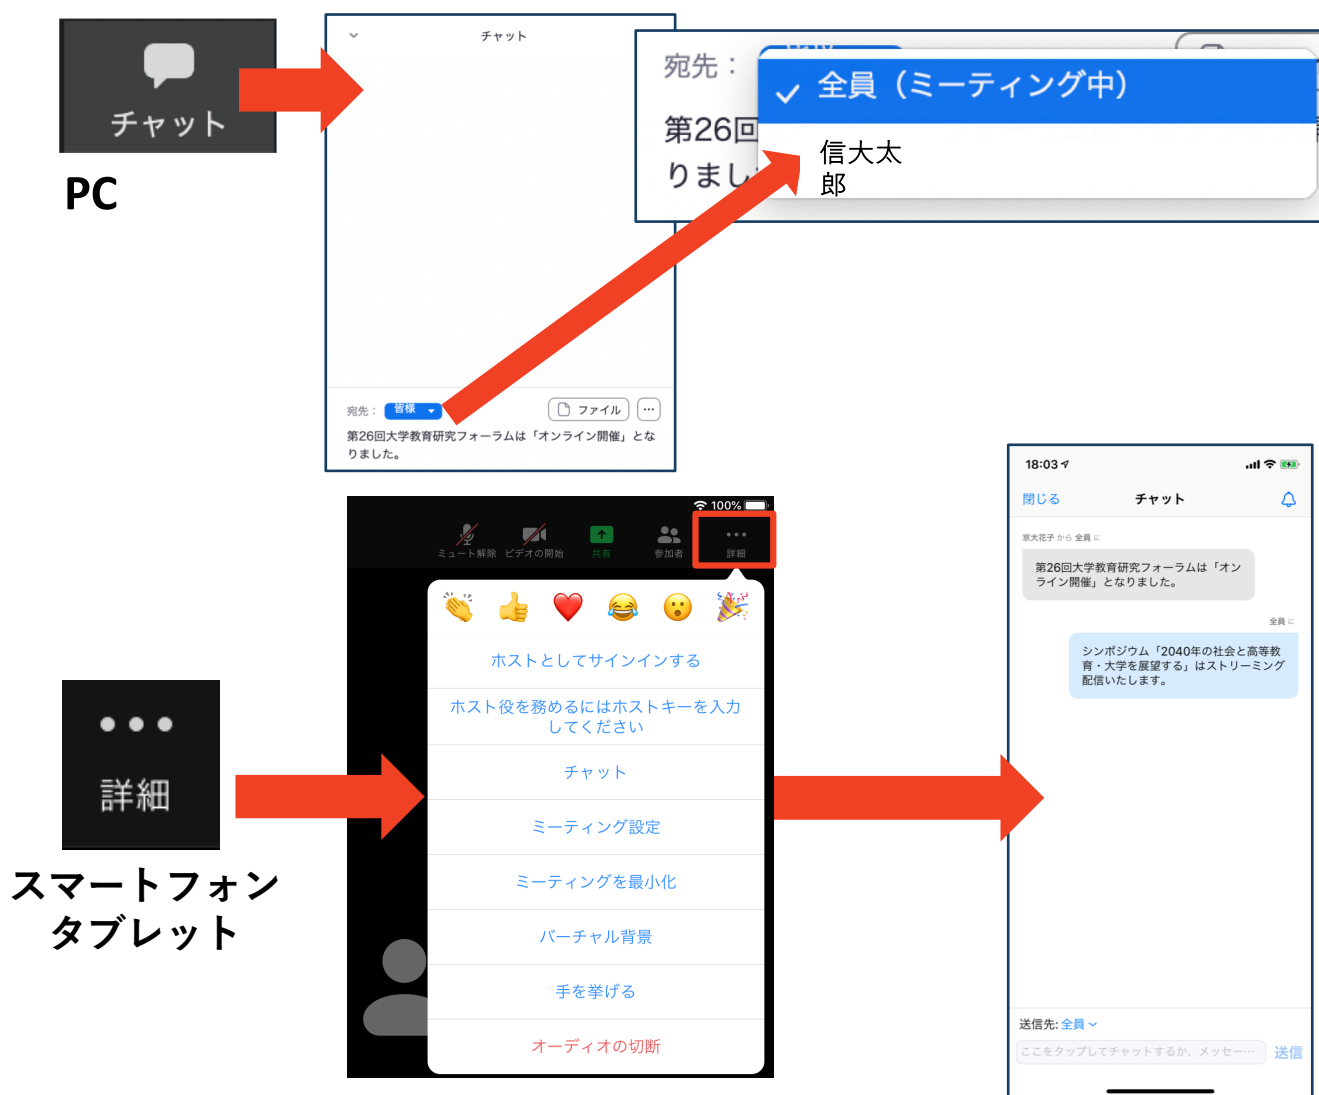 チャット
PC
チャット
宛先：
皆様
ファイル
第26回大学教育研究フォーラムは「オンライン開催」とな
りました。
宛先：
全員（ミーティング中）
第26回
りまし
信大太
郎
詳細
スマートフォン
タブレット
100%
ミュート解除 ビデオの開始 共有 参加者 詳細
ホストとしてサインインする
ホスト役を務めるにはホストキーを入力
してください
チャット
ミーティング設定
ミーティングを最小化
バーチャル背景
手を挙げる
オーディオの切断
18:03
閉じる チャット
京大花子 から 全員 に
第26回大学教育研究フォーラムは「オン
ライン開催」となりました。
全員 に
シンポジウム「2040年の社会と高等教
育・大学を展望する」はストリーミング
配信いたします。
送信先: 全員
ここをタップしてチャットするか、メッセー… 送信